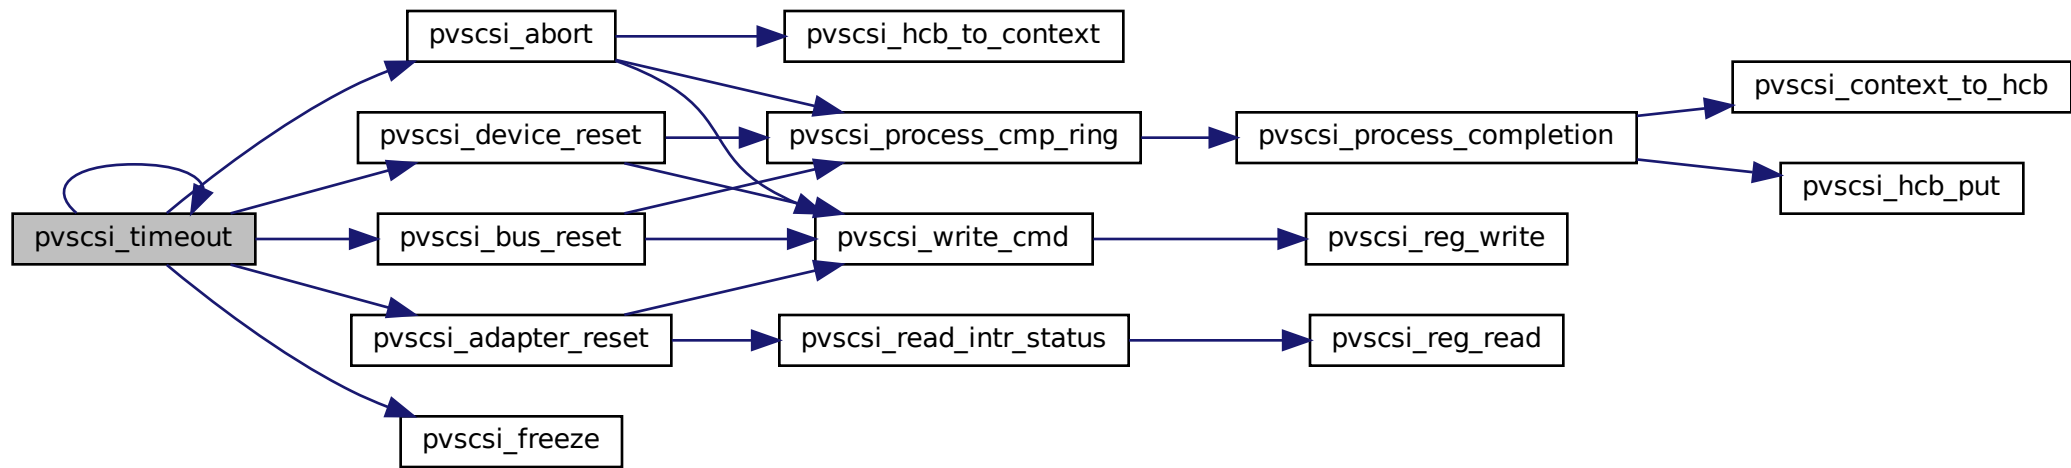 pvscsi_timeout
pvscsi_abort
pvscsi_device_reset
pvscsi_bus_reset
pvscsi_adapter_reset
pvscsi_freeze
pvscsi_hcb_to_context
pvscsi_process_cmp_ring
pvscsi_write_cmd
pvscsi_read_intr_status
pvscsi_process_completion
pvscsi_reg_write
pvscsi_reg_read
pvscsi_context_to_hcb
pvscsi_hcb_put